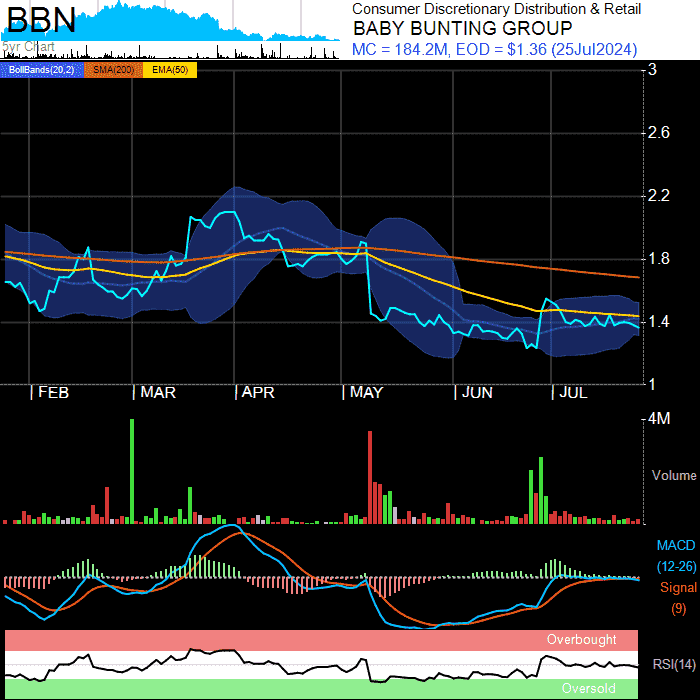 BBN
5yr Chart
Consumer Discretionary Distribution & Retail
BABY BUNTING GROUP
MC = 184.2M, EOD = $1.36 (25Jul2024)
BollBands(20,2) SMA(200) EMA(50)
3
2.6
2.2
1.8
1.4
1
FEB MAR APR MAY JUN JUL
4M
Volume
MACD
(12-26)
Signal
(9)
Overbought
RSI(14)
Oversold